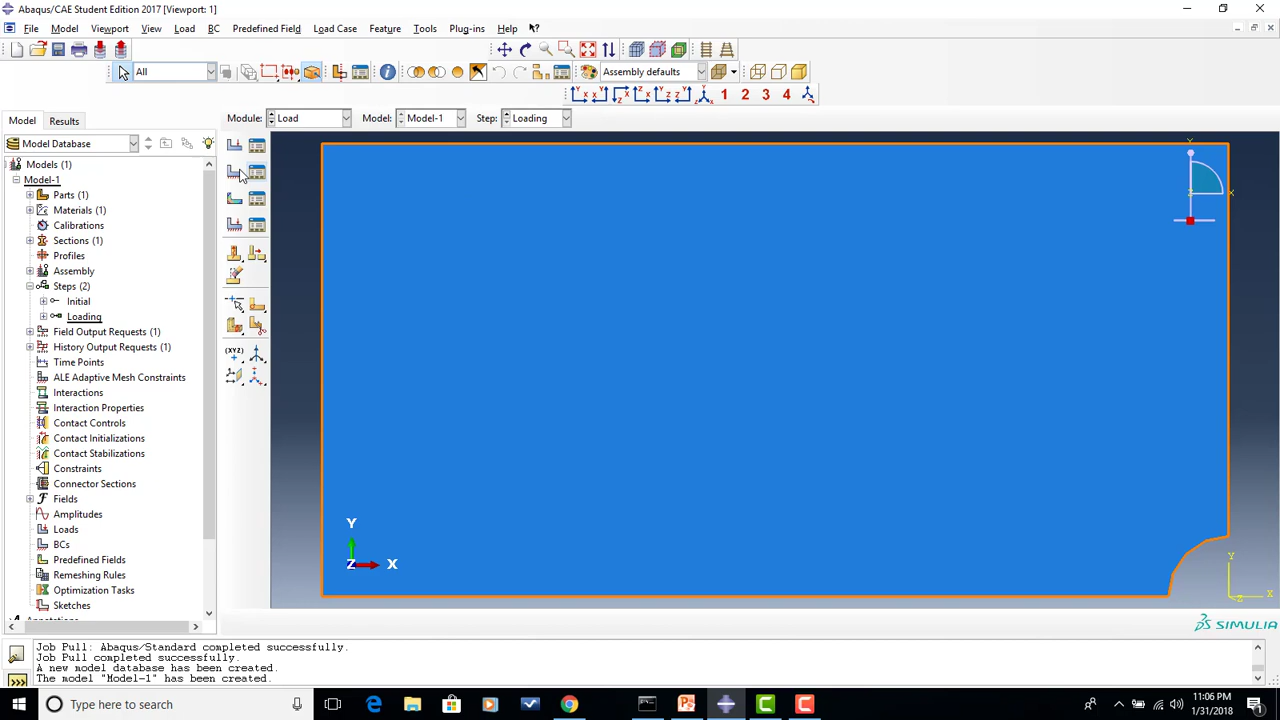 Abaqus/CAE Student Edition 2017 [Viewport: 1]
File Model Viewport View Load BC Predefined Field Load Case Feature Tools Plug-ins Help
All Assembly defaults
1 2 3 4
Model Results Module: Load Model: Model-1 Step: Loading
Model Database
Models (1)
Model-1
Parts (1)
Materials (1)
Calibrations
Sections (1)
Profiles
Assembly
Steps (2)
Initial
Loading
Field Output Requests (1)
History Output Requests (1)
Time Points
ALE Adaptive Mesh Constraints
Interactions
Interaction Properties
Contact Controls
Contact Initializations
Contact Stabilizations
Constraints
Connector Sections
Fields
Amplitudes
Loads
BCs
Predefined Fields
Remeshing Rules
Optimization Tasks
Sketches
(XYZ)
Y
Z X
Y
X
Z
Y
X
SIMULIA
Job Pull: Abaqus/Standard completed successfully.
Job Pull completed successfully.
A new model database has been created.
The model "Model-1" has been created.
Type here to search
11:06 PM
1/31/2018